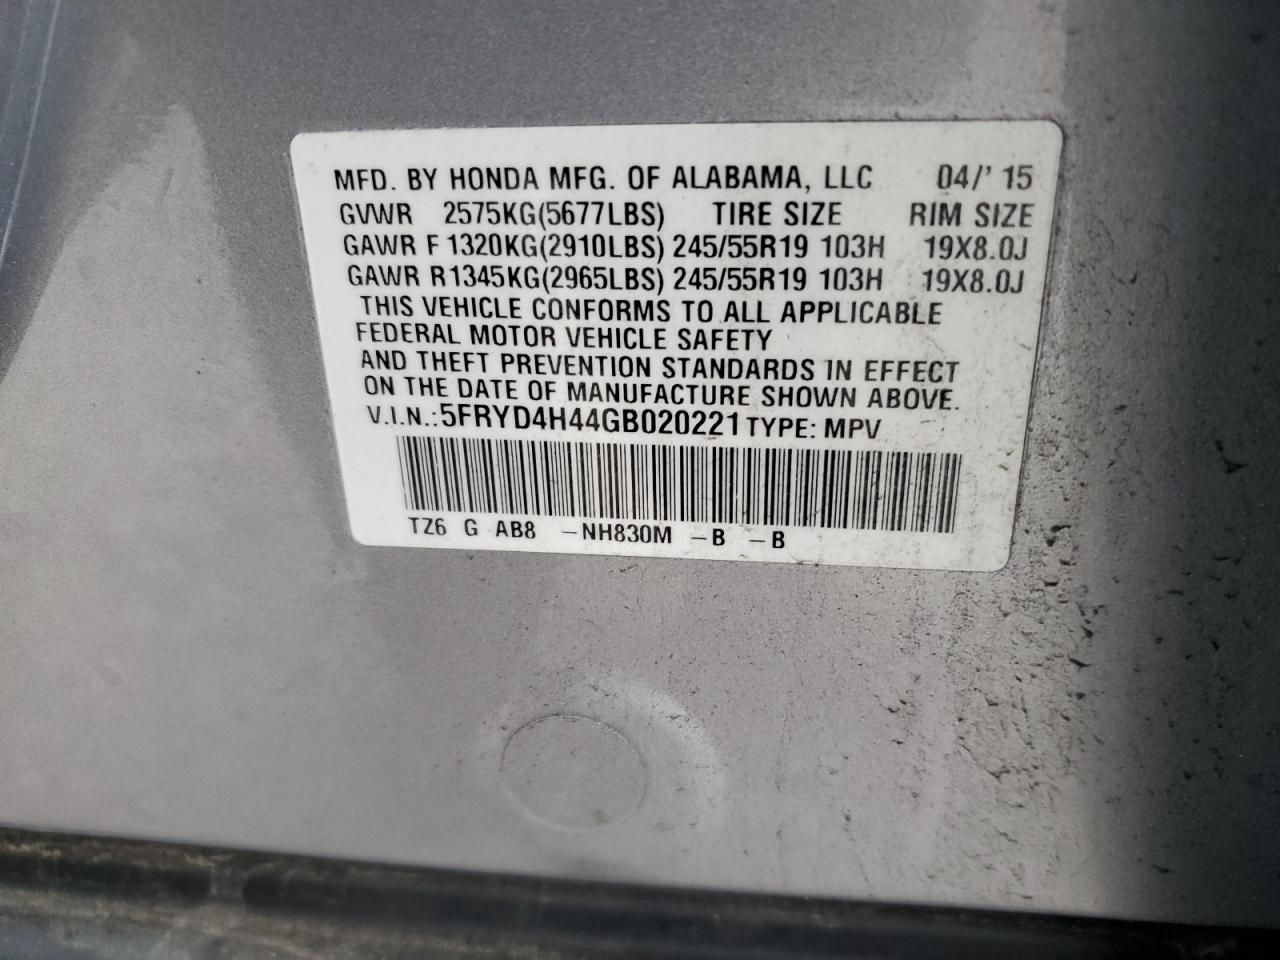 MFD. BY HONDA MFG. OF ALABAMA, LLC 04/' 15
GVWR 2575KG(5677LBS) TIRE SIZE RIM SIZE
GAWR F 1320KG(2910LBS) 245/55R19 103H 19X8.0J
GAWR R1345KG(2965LBS) 245/55R19 103H 19X8.0J
THIS VEHICLE CONFORMS TO ALL APPLICABLE
FEDERAL MOTOR VEHICLE SAFETY
AND THEFT PREVENTION STANDARDS IN EFFECT
ON THE DATE OF MANUFACTURE SHOWN ABOVE.
V.I.N.:5FRYD4H44GB020221 TYPE: MPV
TZ6 G AB8 -NH830M -B -B